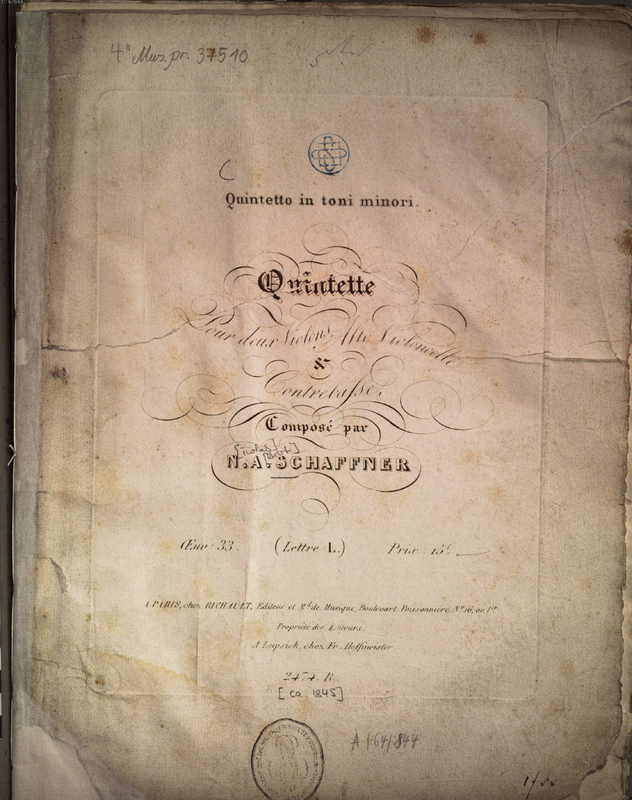 4° Mus. pr. 37510
C
Quintetto in toni minori.
Quintette
Pour deux Violons, Alto Violoncelle
&
Contrebasse,
Composé par
N.A. SCHAFFNER
Œuv: 33. (Lettre L.) Prix: 15f.
A PARIS, chez RICHAULT, Editeur et Md. de Musique, Boulevart Poissonnière, No. 16, au 1er
Propriété des Editeurs.
A Leipsick, chez Fr. Hoffmeister
2474. R.
[ca. 1845]
A 1641844